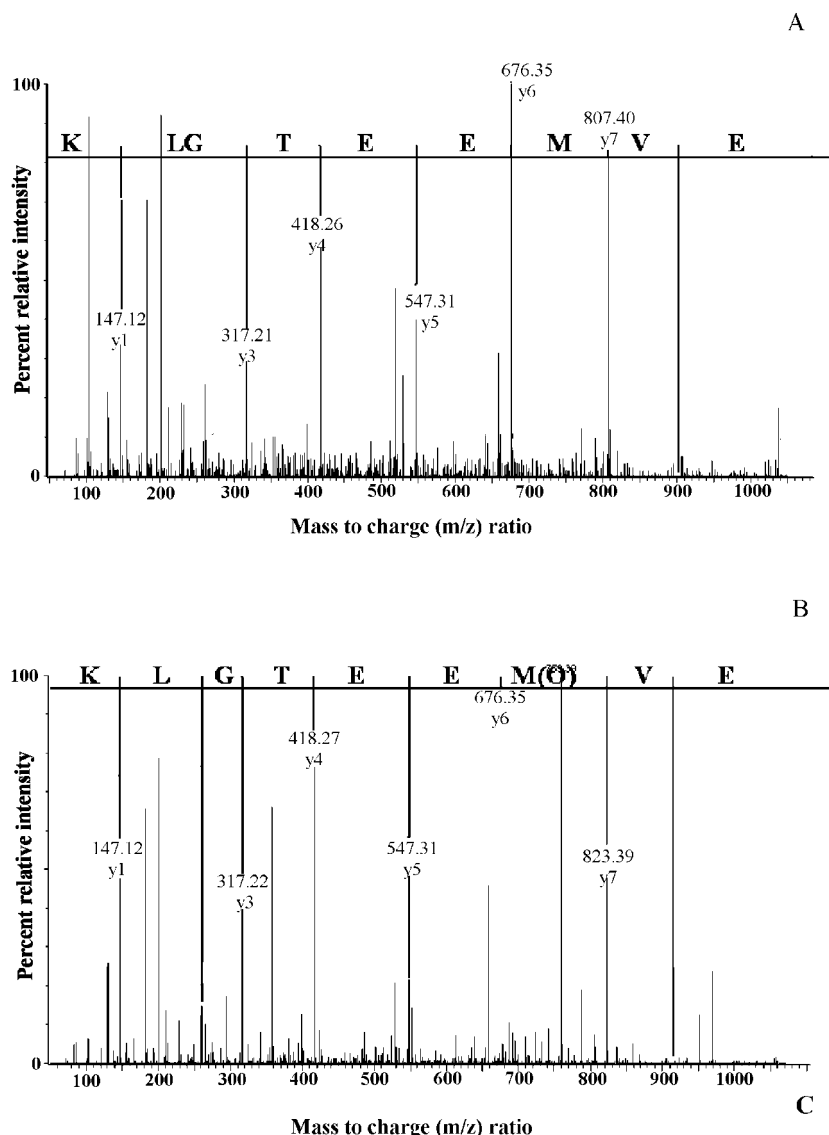 A
100
676.35
y6
807.40
y7
K LG T E E M V E
418.26
y4
147.12
y1
317.21
y3
547.31
y5
Percent relative intensity
0
100 200 300 400 500 600 700 800 900 1000
Mass to charge (m/z) ratio
B
100
K L G T E E M(O) V E
676.35
y6
418.27
y4
147.12
y1
317.22
y3
547.31
y5
823.39
y7
Percent relative intensity
0
100 200 300 400 500 600 700 800 900 1000
C
Mass to charge (m/z) ratio